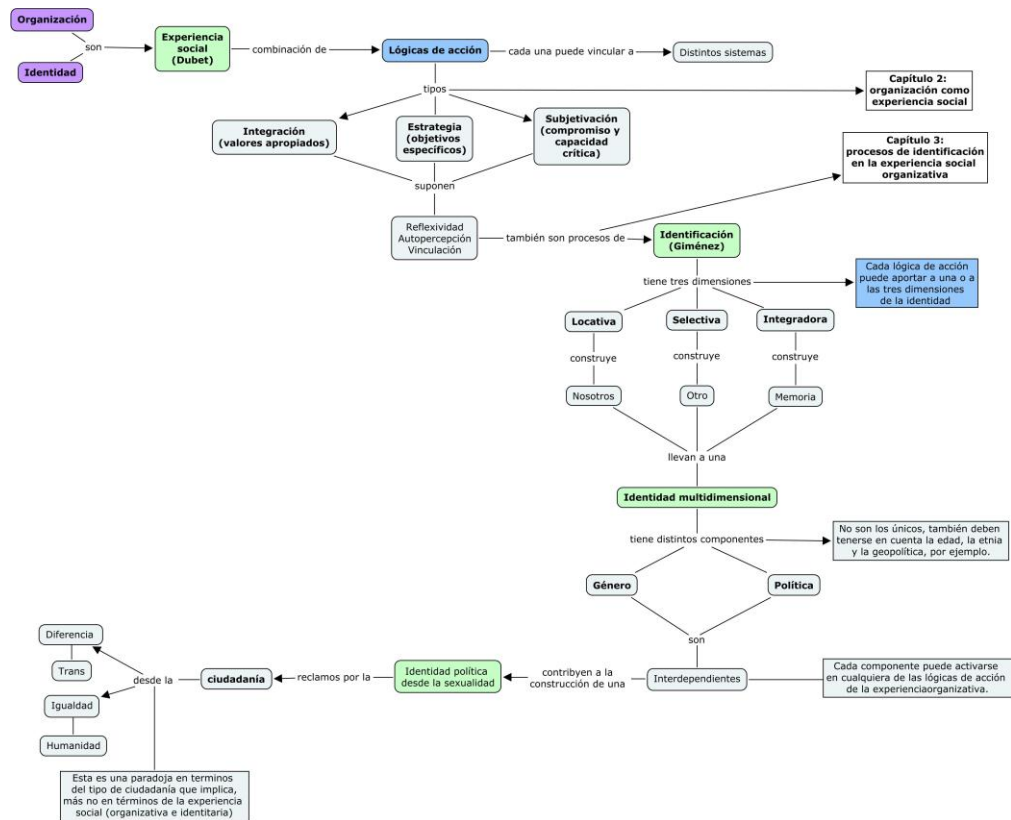 Organización
son
Identidad
Experiencia
social
(Dubet)
combinación de
Lógicas de acción
cada una puede vincular a
Distintos sistemas
tipos
Capítulo 2:
organización como
experiencia social
Integración
(valores apropiados)
Estrategia
(objetivos
específicos)
Subjetivación
(compromiso y
capacidad
crítica)
Capítulo 3:
procesos de identificación
en la experiencia social
organizativa
suponen
Reflexividad
Autopercepción
Vinculación
también son procesos de
Identificación
(Giménez)
tiene tres dimensiones
Cada lógica de acción
puede aportar a una o a
las tres dimensiones
de la identidad
Locativa
Selectiva
Integradora
construye
construye
construye
Nosotros
Otro
Memoria
llevan a una
Identidad multidimensional
tiene distintos componentes
No son los únicos, también deben
tenerse en cuenta la edad, la etnia
y la geopolítica, por ejemplo.
Género
Política
son
Interdependientes
Cada componente puede activarse
en cualquiera de las lógicas de acción
de la experienciaorganizativa.
contribyen a la
construcción de una
Identidad política
desde la sexualidad
reclamos por la
ciudadanía
desde la
Diferencia
Trans
Igualdad
Humanidad
Esta es una paradoja en terminos
del tipo de ciudadanía que implica,
más no en términos de la experiencia
social (organizativa e identitaria)